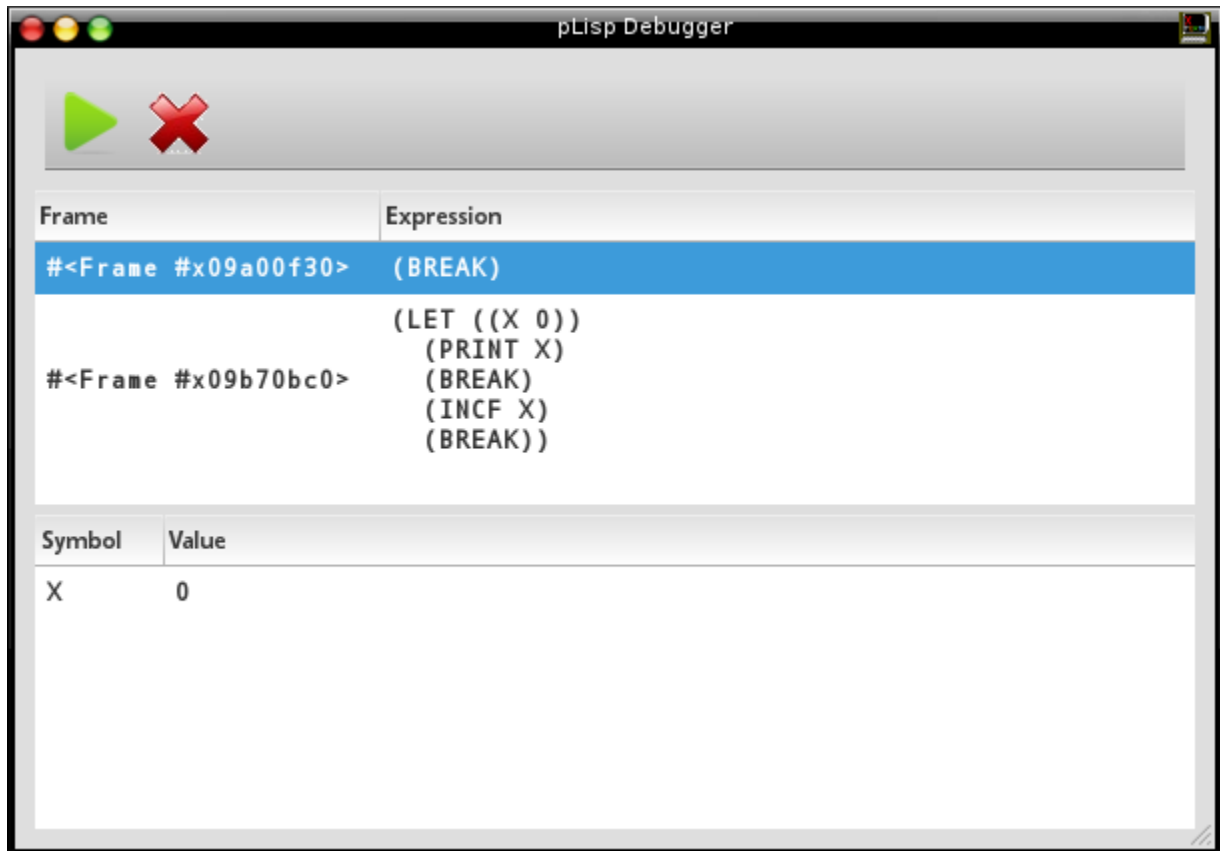 pLisp Debugger
Frame Expression
#<Frame #x09a00f30> (BREAK)
(LET ((X 0))
(PRINT X)
#<Frame #x09b70bc0> (BREAK)
(INCF X)
(BREAK))
Symbol Value
X 0